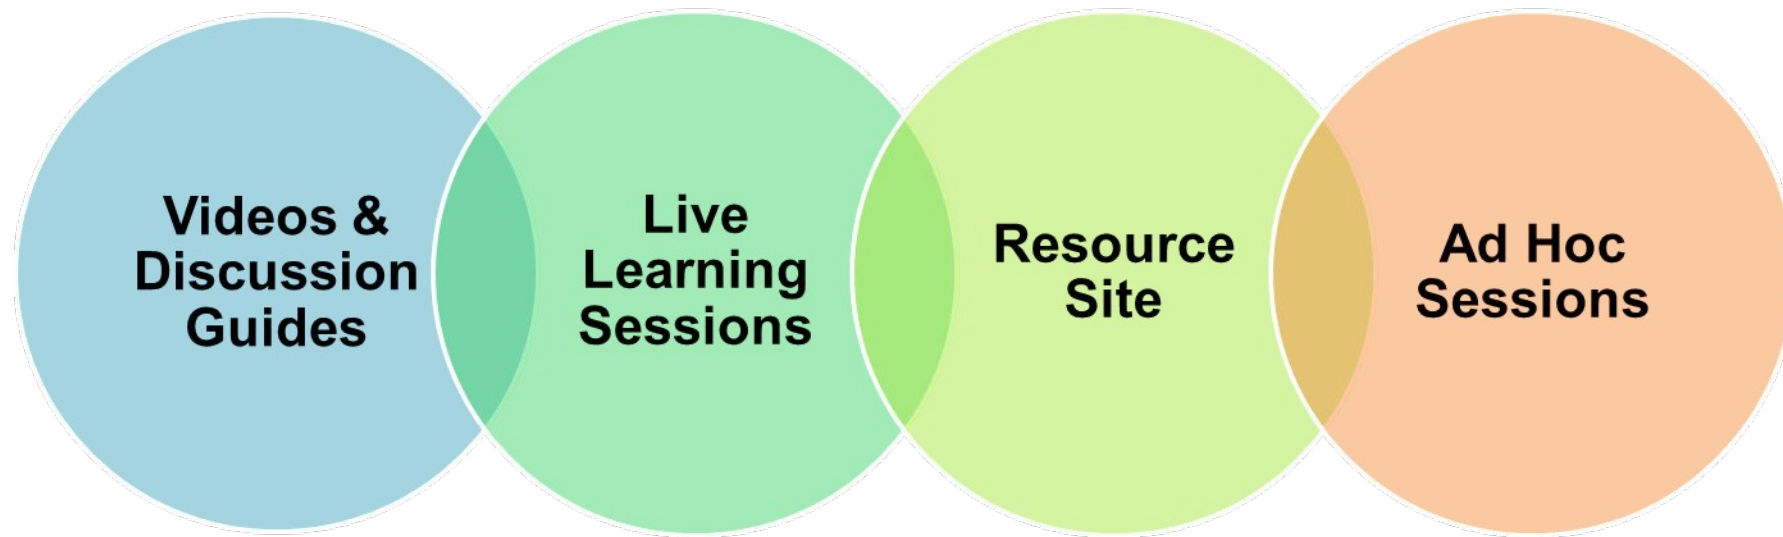 Videos &
Discussion
Guides
Live
Learning
Sessions
Resource
Site
Ad Hoc
Sessions